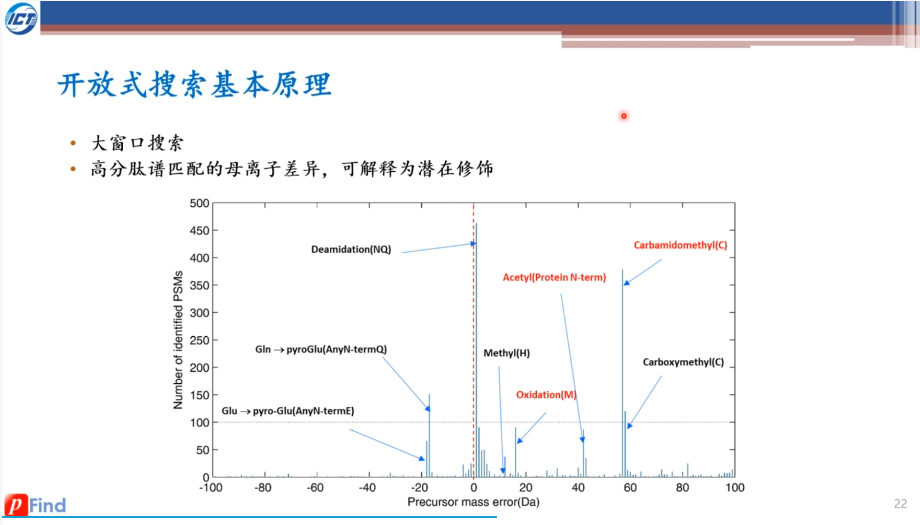 ICT
开放式搜索基本原理
• 大窗口搜索
• 高分肽谱匹配的母离子差异，可解释为潜在修饰
500
450
400
350
300
250
200
150
100
50
0
Number of identified PSMs
Deamidation(NQ)
Carbamidomethyl(C)
Acetyl(Protein N-term)
Gln → pyroGlu(AnyN-termQ)
Methyl(H)
Carboxymethyl(C)
Oxidation(M)
Glu → pyro-Glu(AnyN-termE)
-100 -80 -60 -40 -20 0 20 40 60 80 100
Precursor mass error(Da)
pFind
22